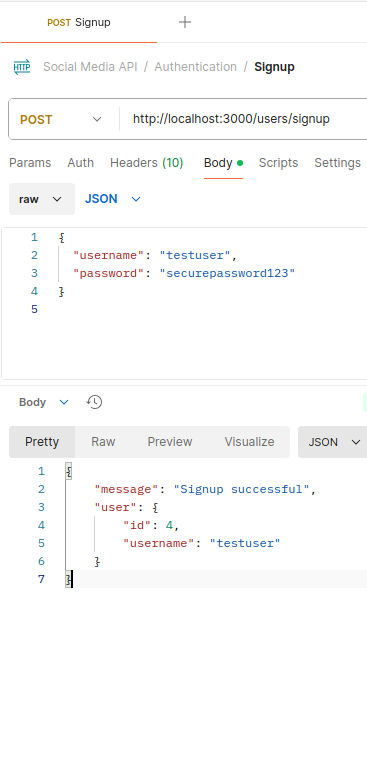 POST Signup +
HTTP Social Media API / Authentication / Signup
POST http://localhost:3000/users/signup
Params Auth Headers (10) Body Scripts Settings
raw JSON
1 {
2 "username": "testuser",
3 "password": "securepassword123"
4 }
5
Body
Pretty Raw Preview Visualize JSON
1 {
2 "message": "Signup successful",
3 "user": {
4 "id": 4,
5 "username": "testuser"
6 }
7 }